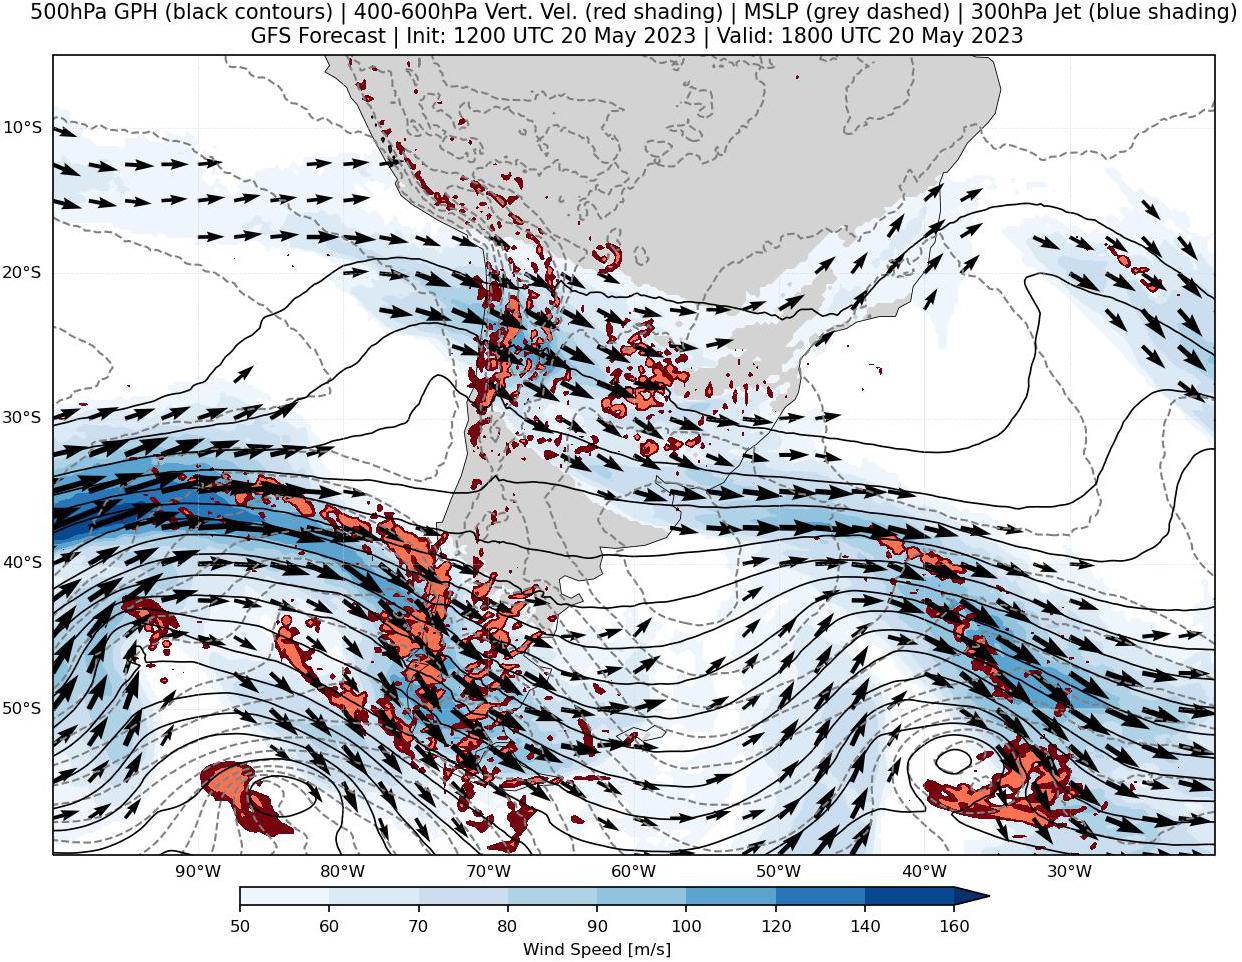 500hPa GPH (black contours) | 400-600hPa Vert. Vel. (red shading) | MSLP (grey dashed) | 300hPa Jet (blue shading)
GFS Forecast | Init: 1200 UTC 20 May 2023 | Valid: 1800 UTC 20 May 2023
10°S
20°S
30°S
40°S
50°S
90°W 80°W 70°W 60°W 50°W 40°W 30°W
50 60 70 80 90 100 120 140 160
Wind Speed [m/s]